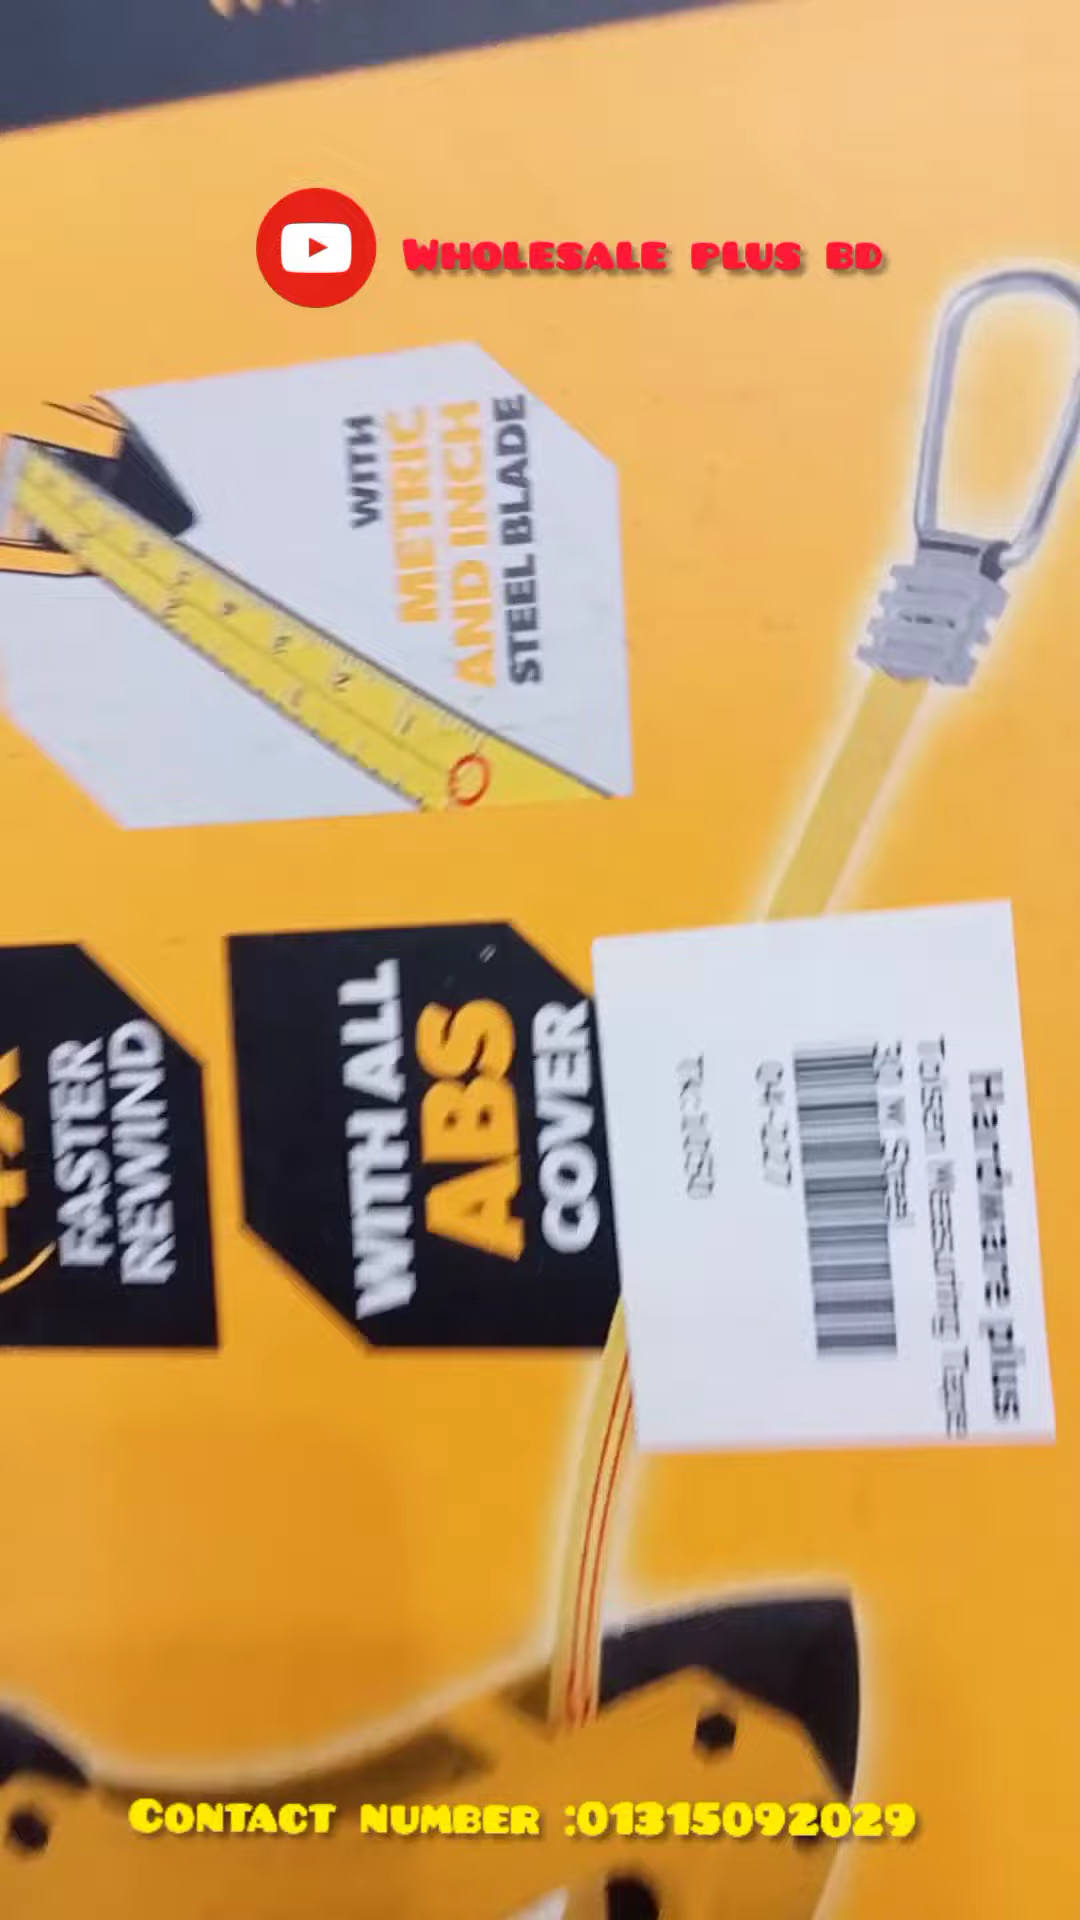 WHOLESALE PLUS BD
WITH
METRIC
AND INCH
STEEL BLADE
4X
FASTER
REWIND
WITH ALL
ABS
COVER
Hardware plus
CONTACT NUMBER :01315092029